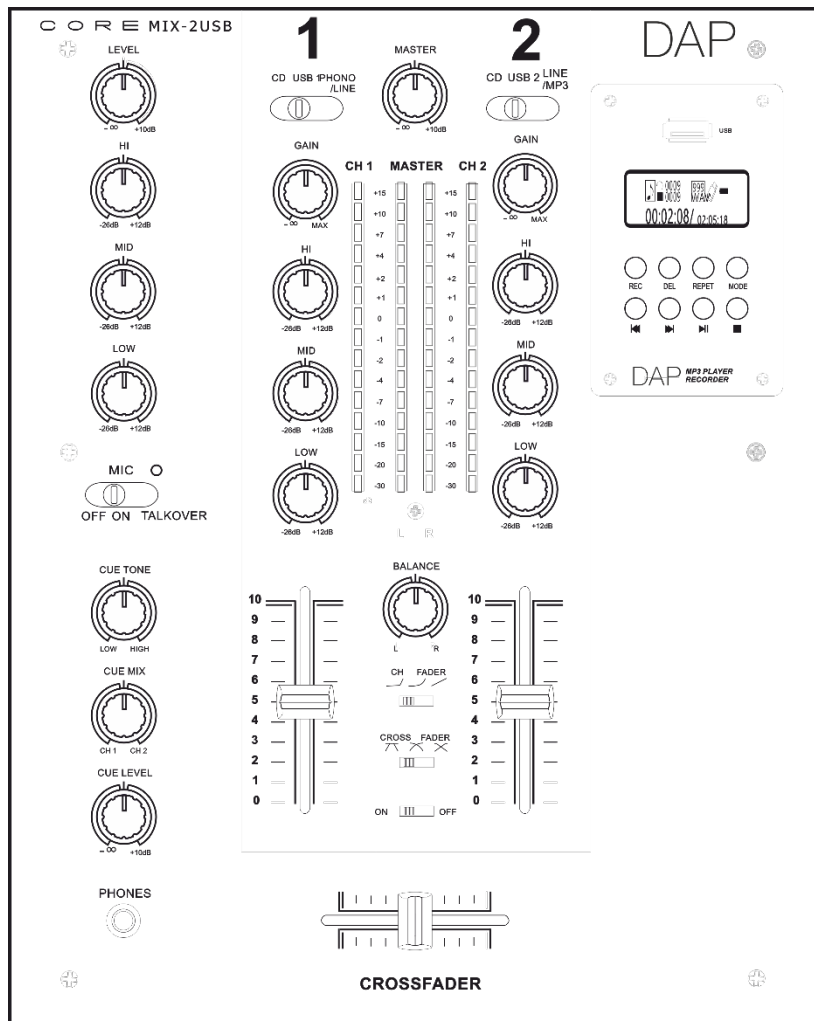 CORE MIX-2USB
LEVEL
-∞ +10dB
HI
-26dB +12dB
MID
-26dB +12dB
LOW
-26dB +12dB
MIC
OFF ON TALKOVER
CUE TONE
LOW HIGH
CUE MIX
CH 1 CH 2
CUE LEVEL
-∞ +10dB
PHONES
1
CD USB 1 PHONO
/LINE
GAIN
-∞ MAX
HI
-26dB +12dB
MID
-26dB +12dB
LOW
-26dB +12dB
MASTER
-∞ +10dB
CH 1 MASTER CH 2
+15 +15
+10 +10
+7 +7
+4 +4
+2 +2
+1 +1
0 0
-1 -1
-2 -2
-4 -4
-7 -7
-10 -10
-15 -15
-20 -20
-30 -30
L R
2
CD USB 2 LINE
/MP3
GAIN
-∞ MAX
HI
-26dB +12dB
MID
-26dB +12dB
LOW
-26dB +12dB
DAP
USB
0009 999
0009
00:02:08/ 02:05:18
REC DEL REPET MODE
DAP MP3 PLAYER
RECORDER
10
9
8
7
6
5
4
3
2
1
0
BALANCE
L R
CH FADER
CROSS FADER
ON OFF
10
9
8
7
6
5
4
3
2
1
0
CROSSFADER